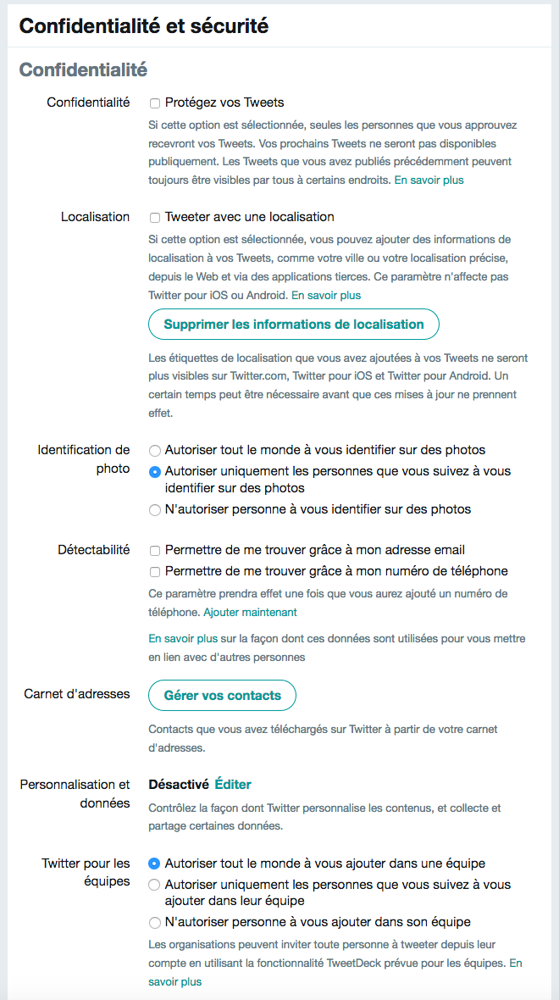 Confidentialité et sécurité
Confidentialité
Confidentialité
Protégez vos Tweets
Si cette option est sélectionnée, seules les personnes que vous approuvez
recevront vos Tweets. Vos prochains Tweets ne seront pas disponibles
publiquement. Les Tweets que vous avez publiés précédemment peuvent
toujours être visibles par tous à certains endroits. En savoir plus
Localisation
Tweeter avec une localisation
Si cette option est sélectionnée, vous pouvez ajouter des informations de
localisation à vos Tweets, comme votre ville ou votre localisation précise,
depuis le Web et via des applications tierces. Ce paramètre n'affecte pas
Twitter pour iOS ou Android. En savoir plus
Supprimer les informations de localisation
Les étiquettes de localisation que vous avez ajoutées à vos Tweets ne seront
plus visibles sur Twitter.com, Twitter pour iOS et Twitter pour Android. Un
certain temps peut être nécessaire avant que ces mises à jour ne prennent
effet.
Identification de
photo
Autoriser tout le monde à vous identifier sur des photos
Autoriser uniquement les personnes que vous suivez à vous
identifier sur des photos
N'autoriser personne à vous identifier sur des photos
Détectabilité
Permettre de me trouver grâce à mon adresse email
Permettre de me trouver grâce à mon numéro de téléphone
Ce paramètre prendra effet une fois que vous aurez ajouté un numéro de
téléphone. Ajouter maintenant
En savoir plus sur la façon dont ces données sont utilisées pour vous mettre
en lien avec d'autres personnes
Carnet d'adresses
Gérer vos contacts
Contacts que vous avez téléchargés sur Twitter à partir de votre carnet
d'adresses.
Personnalisation et
données
Désactivé Éditer
Contrôlez la façon dont Twitter personnalise les contenus, et collecte et
partage certaines données.
Twitter pour les
équipes
Autoriser tout le monde à vous ajouter dans une équipe
Autoriser uniquement les personnes que vous suivez à vous
ajouter dans leur équipe
N'autoriser personne à vous ajouter dans son équipe
Les organisations peuvent inviter toute personne à tweeter depuis leur
compte en utilisant la fonctionnalité TweetDeck prévue pour les équipes. En
savoir plus